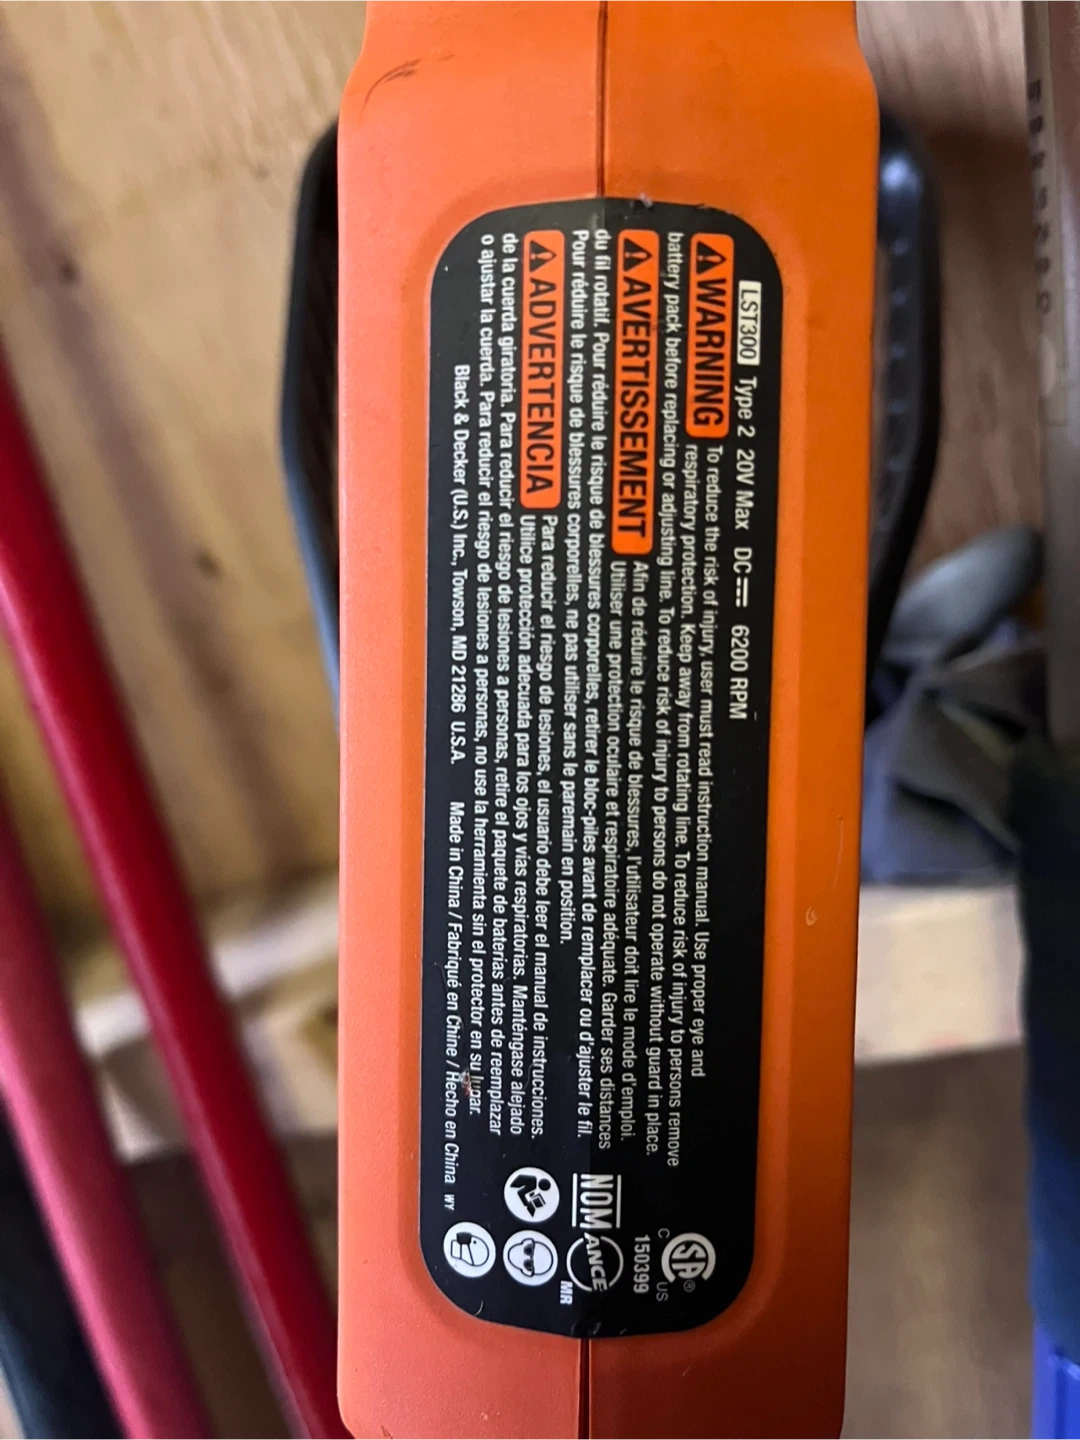 LST300 Type 2 20V Max DC 6200 RPM
WARNING To reduce the risk of injury, user must read instruction manual. Use proper eye and
respiratory protection. Keep away from rotating line. To reduce risk of injury to persons remove
battery pack before replacing or adjusting line. To reduce risk of injury to persons do not operate without guard in place.
AVERTISSEMENT Afin de réduire le risque de blessures, l'utilisateur doit lire le mode d'emploi.
Utiliser une protection oculaire et respiratoire adéquate. Garder ses distances
du fil rotatif. Pour réduire le risque de blessures corporelles, retirer le bloc-piles avant de remplacer ou d'ajuster le fil.
Pour réduire le risque de blessures corporelles, ne pas utiliser sans le paremain en position.
ADVERTENCIA Para reducir el riesgo de lesiones, el usuario debe leer el manual de instrucciones.
Utilice protección adecuada para los ojos y vías respiratorias. Manténgase alejado
de la cuerda giratoria. Para reducir el riesgo de lesiones a personas, retire el paquete de baterías antes de reemplazar
o ajustar la cuerda. Para reducir el riesgo de lesiones a personas, no use la herramienta sin el protector en su lugar.
Black & Decker (U.S.) Inc., Towson, MD 21286 U.S.A. Made in China / Fabriqué en Chine / Hecho en China WY
SA®
C US
150399
NOM ANCE
MR